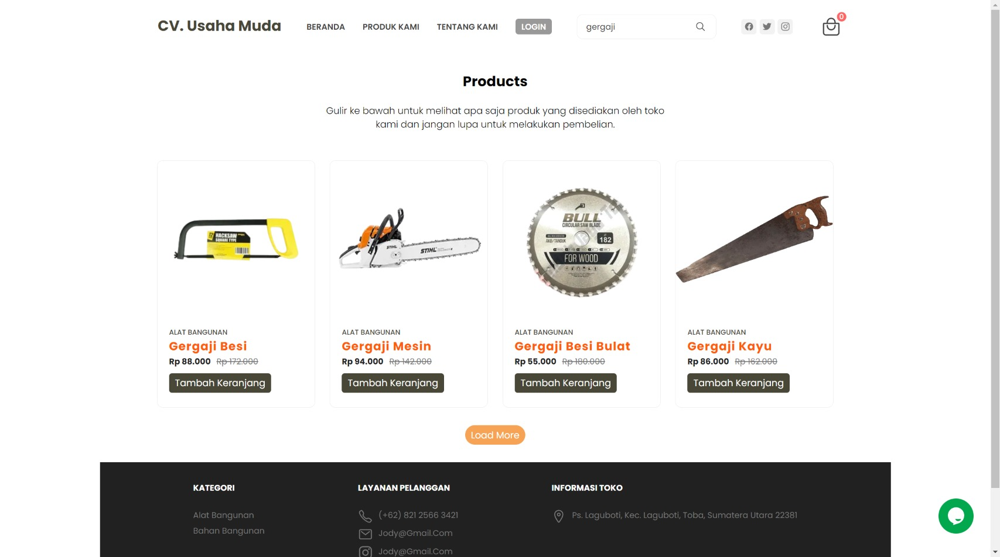 CV. Usaha Muda
BERANDA
PRODUK KAMI
TENTANG KAMI
LOGIN
gergaji
0
Products
Gulir ke bawah untuk melihat apa saja produk yang disediakan oleh toko
kami dan jangan lupa untuk melakukan pembelian.
HACKSAW
SQUARE TYPE
ALAT BANGUNAN
Gergaji Besi
Rp 88.000 Rp 172.000
Tambah Keranjang
STIHL
STIHL
ALAT BANGUNAN
Gergaji Mesin
Rp 94.000 Rp 142.000
Tambah Keranjang
BULL
CIRCULAR SAW BLADE
AKB/TANDUK
182
FOR WOOD
ALAT BANGUNAN
Gergaji Besi Bulat
Rp 55.000 Rp 180.000
Tambah Keranjang
ALAT BANGUNAN
Gergaji Kayu
Rp 86.000 Rp 162.000
Tambah Keranjang
Load More
KATEGORI
Alat Bangunan
Bahan Bangunan
LAYANAN PELANGGAN
(+62) 821 2566 3421
Jody@Gmail.Com
Jody@Gmail.Com
INFORMASI TOKO
Ps. Laguboti, Kec. Laguboti, Toba, Sumatera Utara 22381